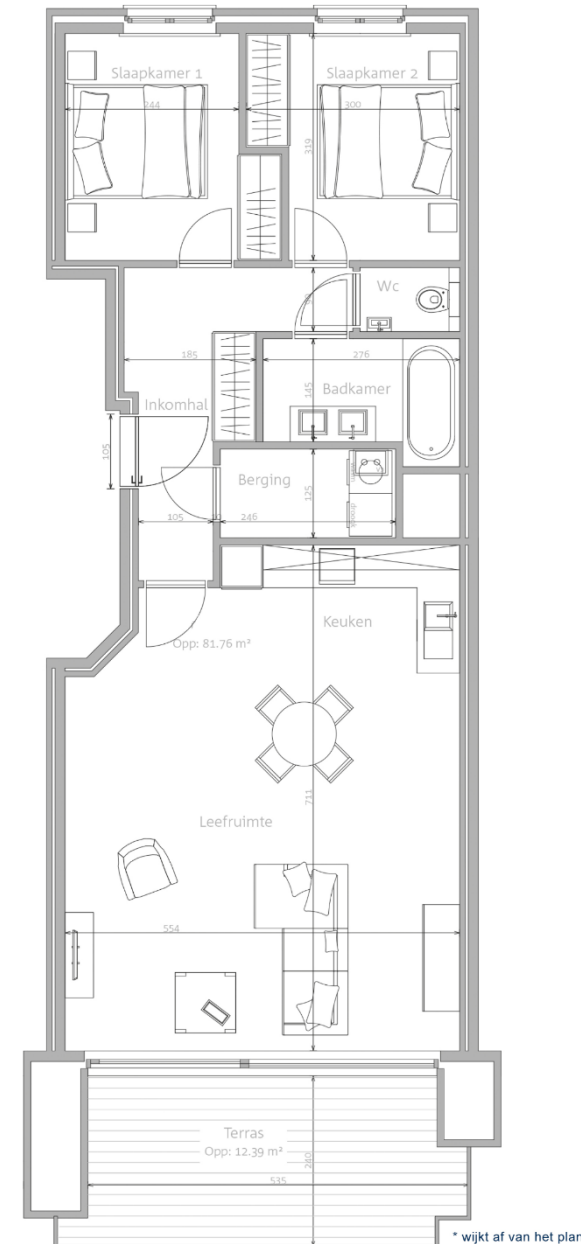 Slaapkamer 1
Slaapkamer 2
244
300
319
Wc
185
276
145
Badkamer
Inkomhal
105
Berging
125
105
246
Keuken
Opp: 81.76 m²
711
Leefruimte
554
Terras
Opp: 12.39 m²
240
535
* wijkt af van het plan